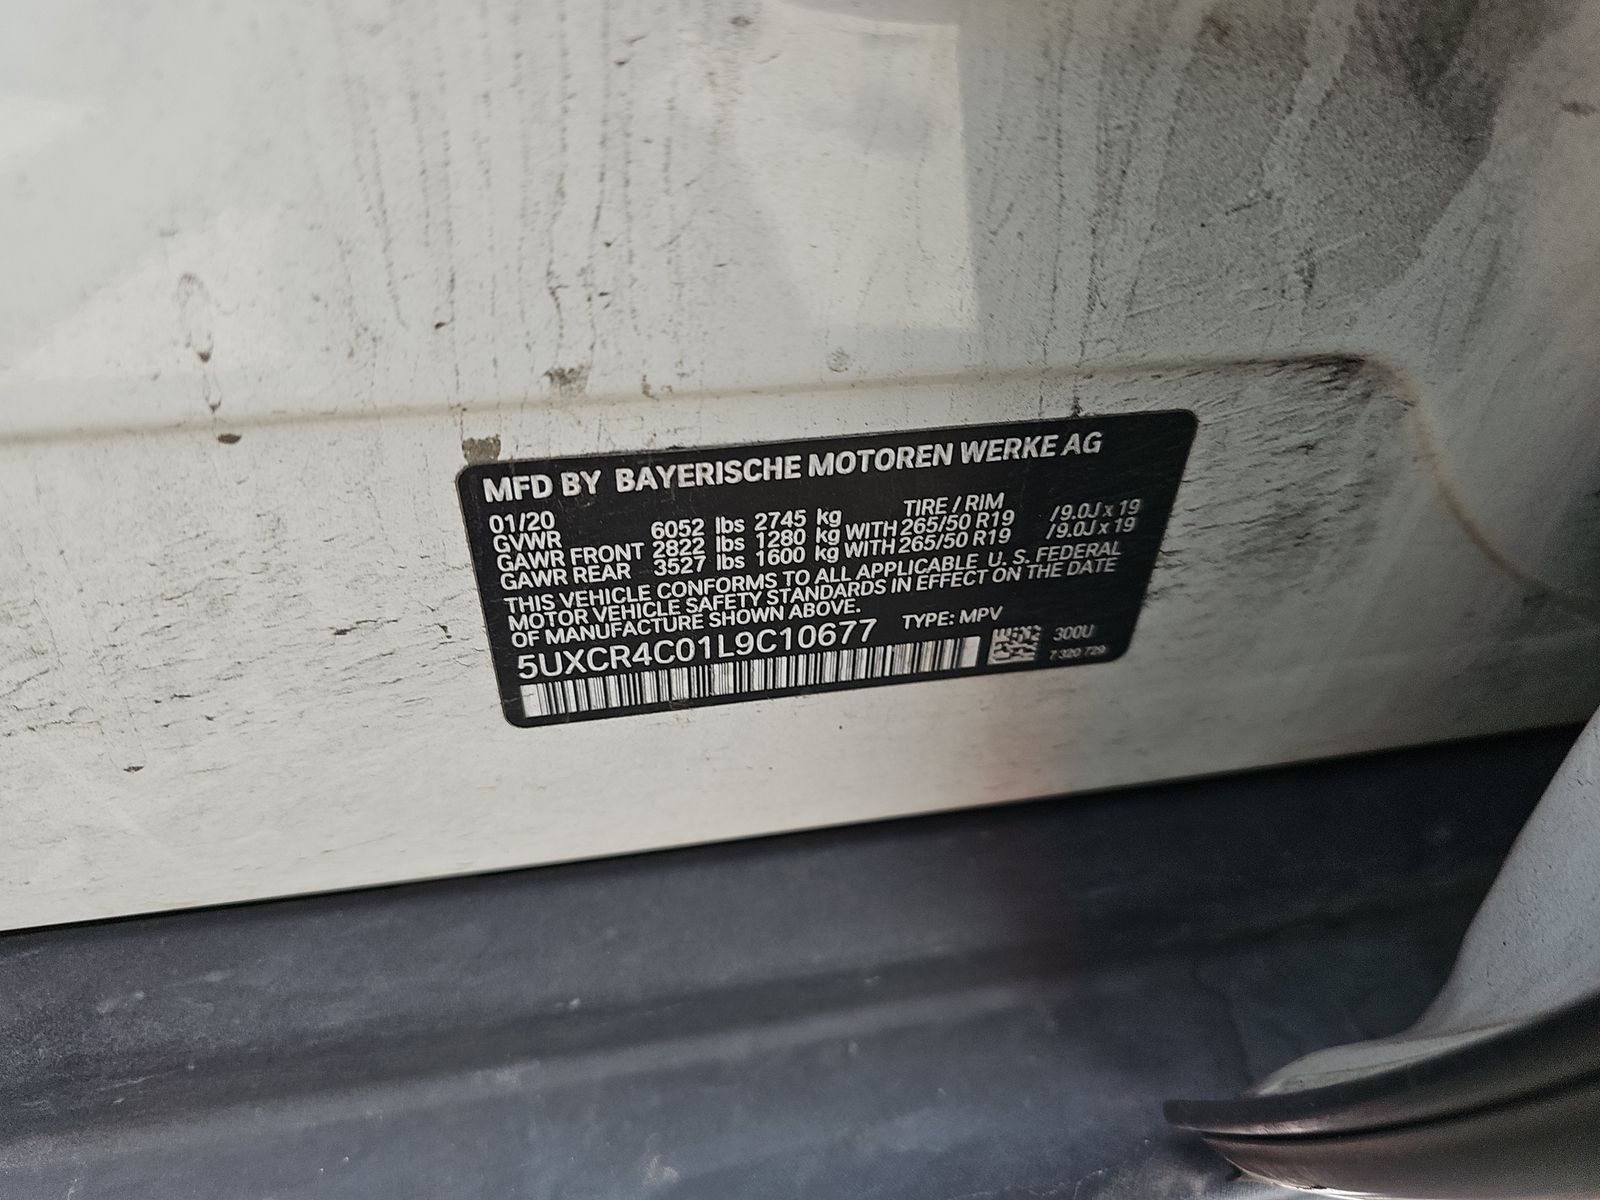 MFD BY BAYERISCHE MOTOREN WERKE AG
01/20 TIRE / RIM
GVWR 6052 lbs 2745 kg
GAWR FRONT 2822 lbs 1280 kg WITH 265/50 R19 /9.0J x 19
GAWR REAR 3527 lbs 1600 kg WITH 265/50 R19 /9.0J x 19
THIS VEHICLE CONFORMS TO ALL APPLICABLE U. S. FEDERAL
MOTOR VEHICLE SAFETY STANDARDS IN EFFECT ON THE DATE
OF MANUFACTURE SHOWN ABOVE.
5UXCR4C01L9C10677 TYPE: MPV
300U
7 320 729